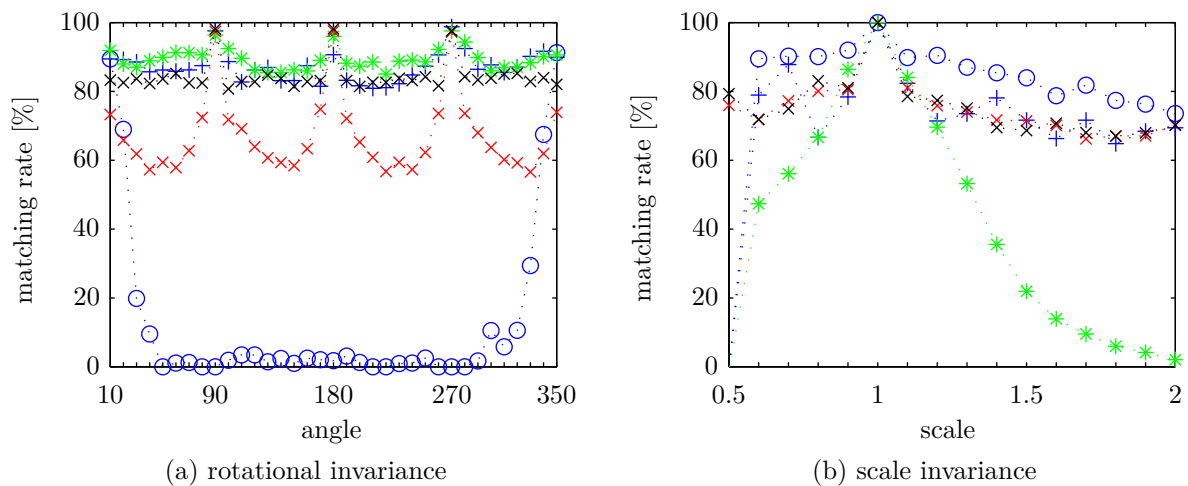 matching rate [%]
100
80
60
40
20
0
10 90 180 270 350
angle
(a) rotational invariance
matching rate [%]
100
80
60
40
20
0
0.5 1 1.5 2
scale
(b) scale invariance